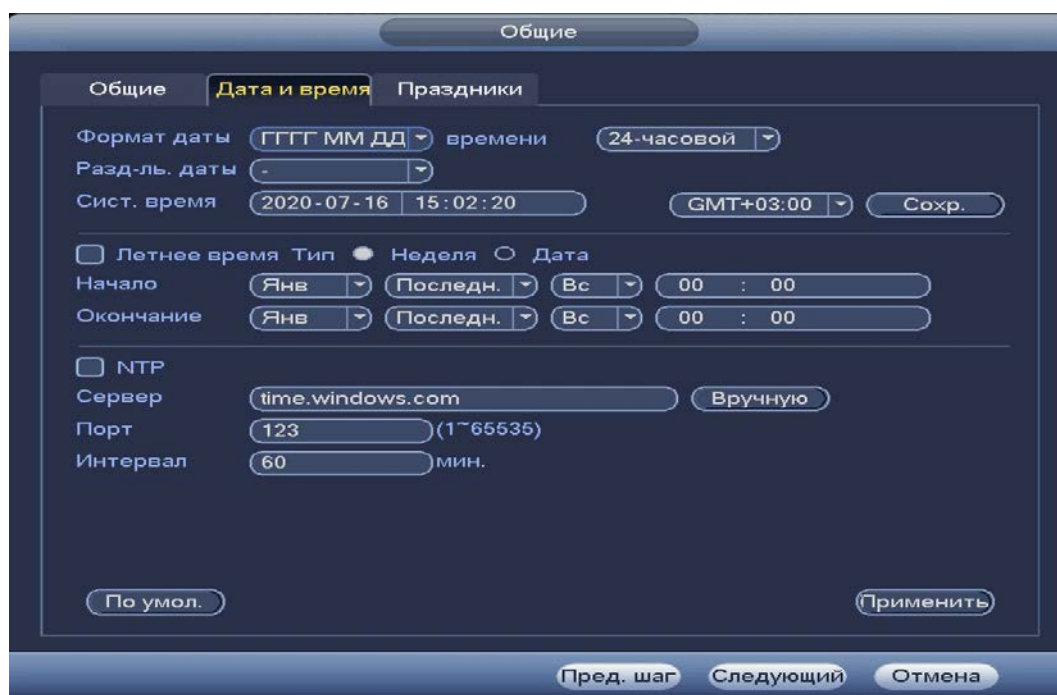 Общие
Общие Дата и время Праздники
Формат даты ГГГГ ММ ДД времени 24-часовой
Разд-ль. даты -
Сист. время 2020-07-16 15:02:20 GMT+03:00 Сохр.
Летнее время Тип Неделя Дата
Начало Янв Последн. Вс 00 : 00
Окончание Янв Последн. Вс 00 : 00
NTP
Сервер time.windows.com Вручную
Порт 123 (1~65535)
Интервал 60 мин.
По умол. Применить
Пред. шаг Следующий Отмена